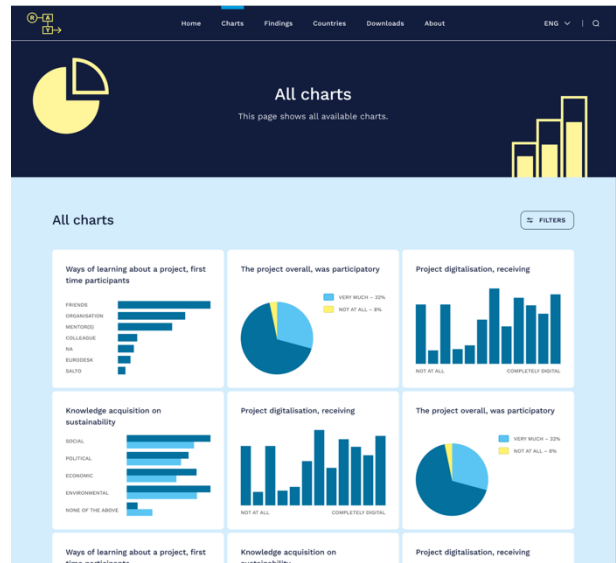 R A
Y
Home Charts Findings Countries Downloads About ENG
All charts
This page shows all available charts.
All charts
FILTERS
Ways of learning about a project, first
time participants
FRIENDS
ORGANISATION
MENTOR(S)
COLLEAGUE
NA
EURODESK
SALTO
The project overall, was participatory
VERY MUCH – 32%
NOT AT ALL – 8%
Project digitalisation, receiving
NOT AT ALL COMPLETELY DIGITAL
Knowledge acquisition on
sustainability
SOCIAL
POLITICAL
ECONOMIC
ENVIRONMENTAL
NONE OF THE ABOVE
Project digitalisation, receiving
NOT AT ALL COMPLETELY DIGITAL
The project overall, was participatory
VERY MUCH – 32%
NOT AT ALL – 8%
Ways of learning about a project, first
time participants
Knowledge acquisition on
sustainability
Project digitalisation, receiving